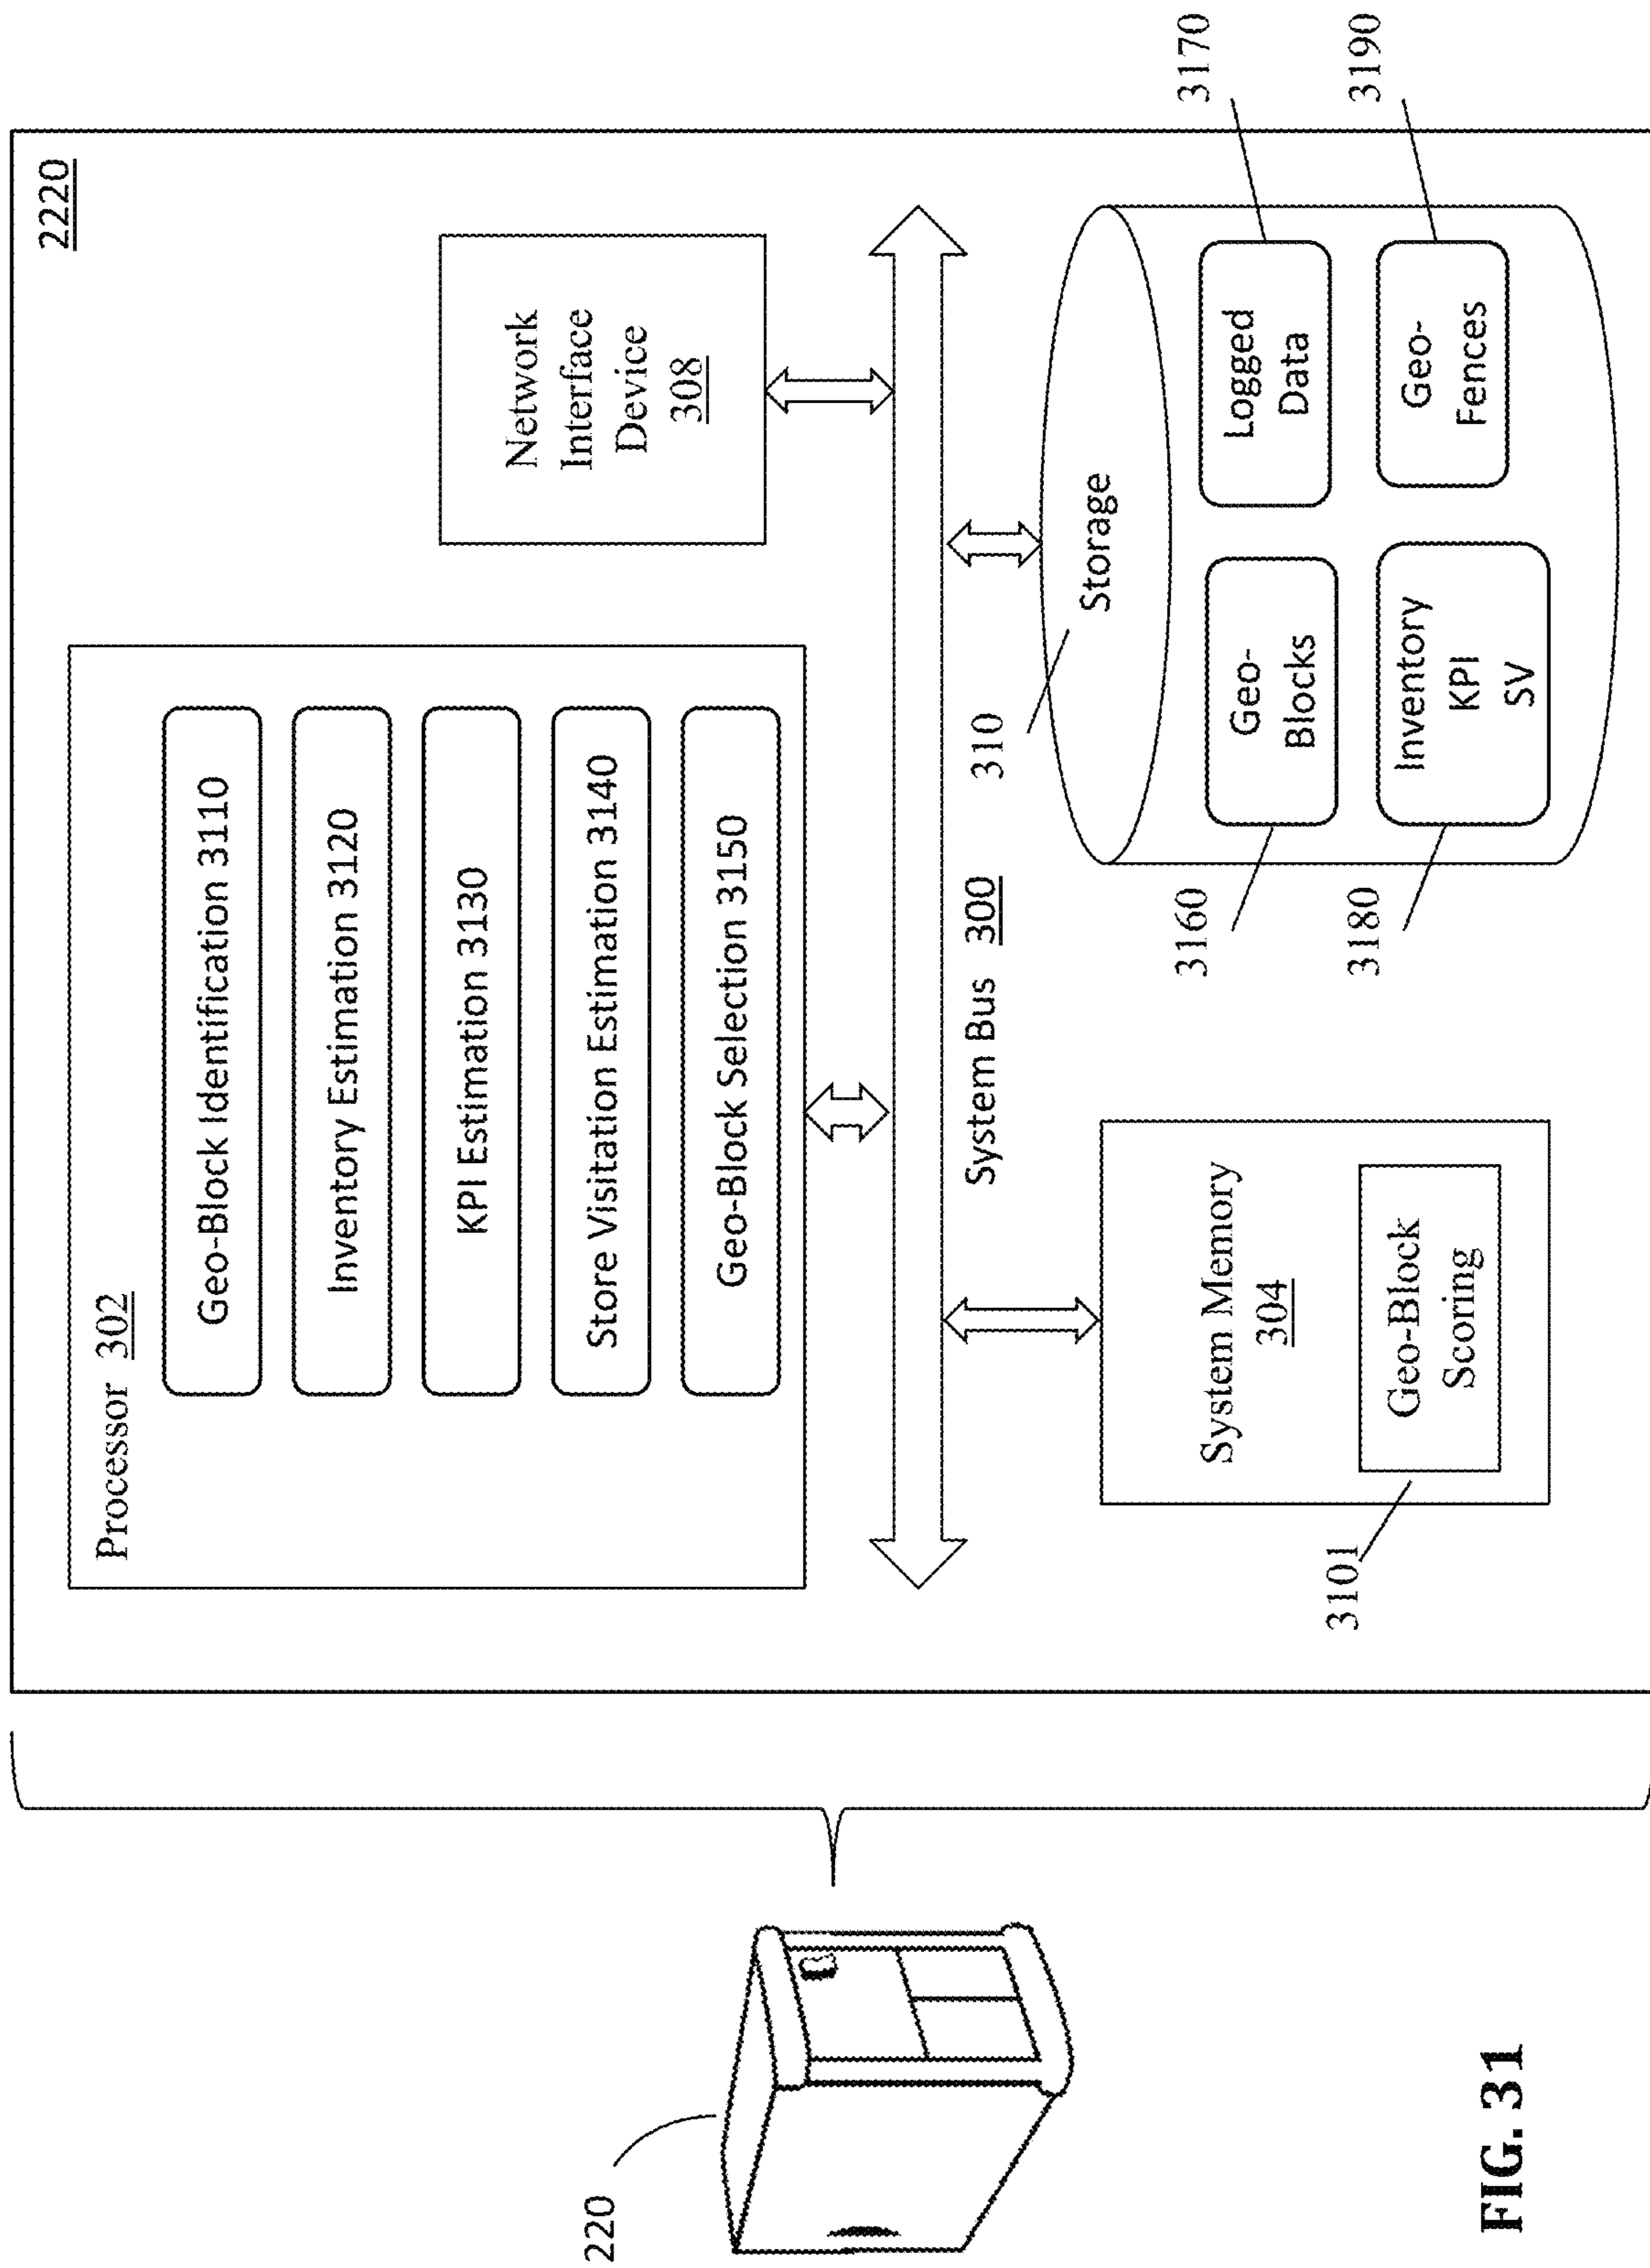 2220
Processor 302
Geo-Block Identification 3110
Inventory Estimation 3120
KPI Estimation 3130
Store Visitation Estimation 3140
Geo-Block Selection 3150
Network
Interface
Device
308
System Bus 300
310
Storage
System Memory
304
Geo-Block
Scoring
3101
3160
Geo-
Blocks
Logged
Data
3170
3180
Inventory
KPI
SV
Geo-
Fences
3190
220
FIG. 31